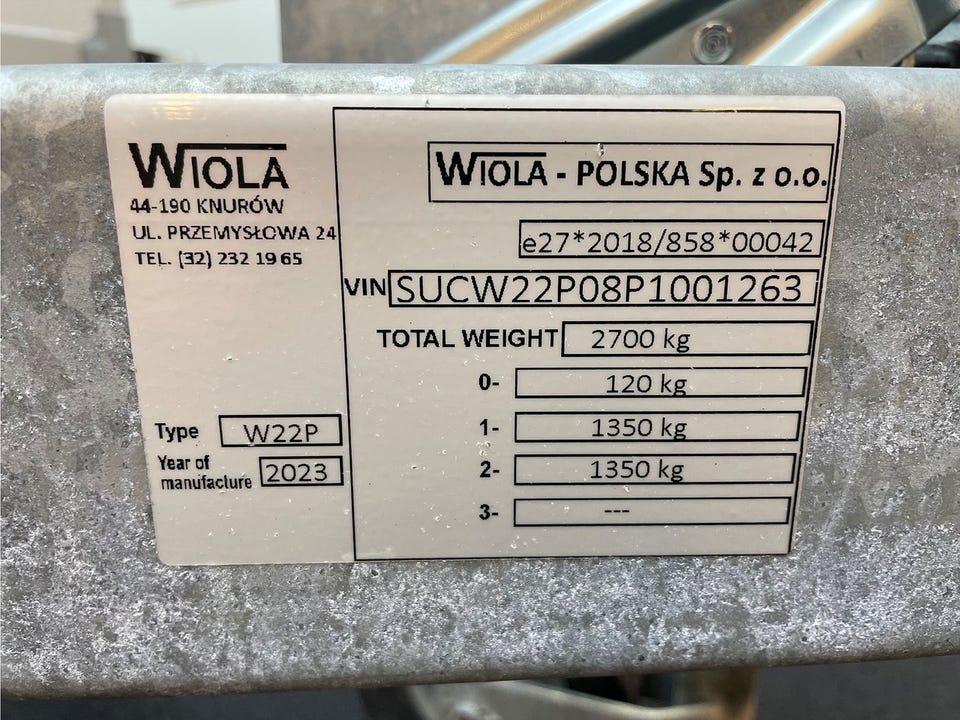 WIOLA
44-190 KNURÓW
UL. PRZEMYSŁOWA 24
TEL. (32) 232 19 65
Type W22P
Year of
manufacture 2023
WIOLA - POLSKA Sp. z o.o.
e27*2018/858*00042
VIN SUCW22P08P1001263
TOTAL WEIGHT 2700 kg
0- 120 kg
1- 1350 kg
2- 1350 kg
3- ---